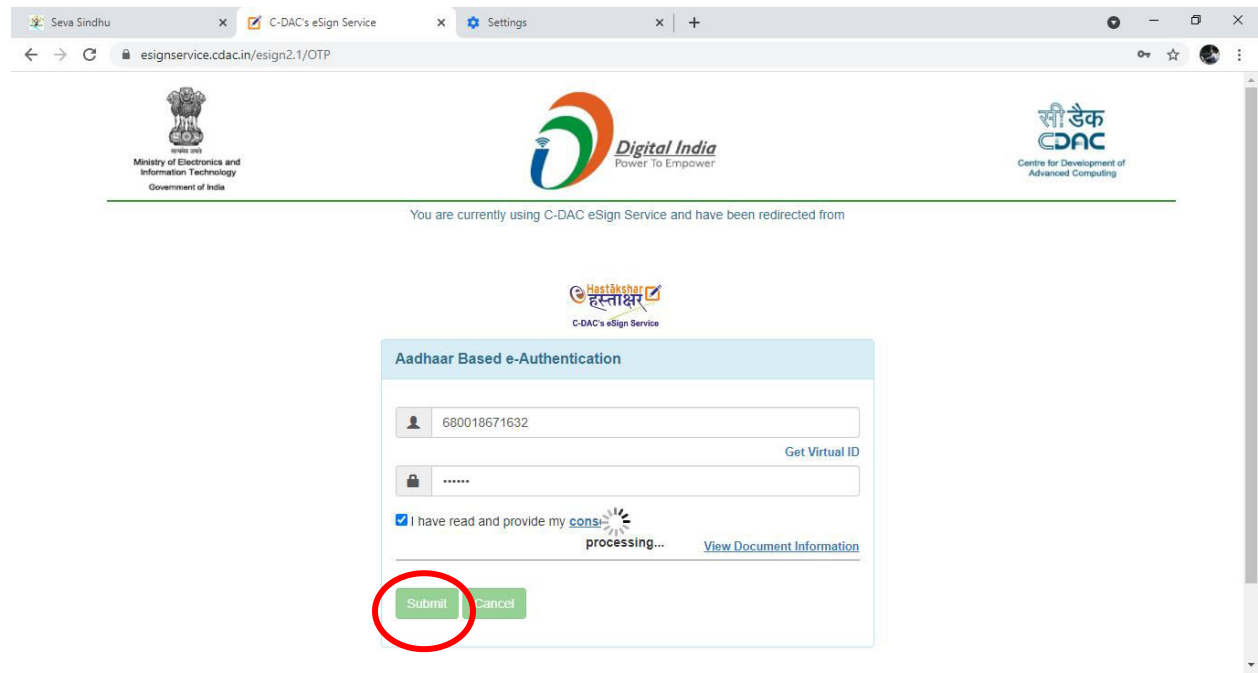 Seva Sindhu
C-DAC's eSign Service
Settings
esignservice.cdac.in/esign2.1/OTP
सत्यमेव जयते
Ministry of Electronics and
Information Technology
Government of India
Digital India
Power To Empower
सी डैक
CDAC
Centre for Development of
Advanced Computing
You are currently using C-DAC eSign Service and have been redirected from
e Hastākshar
हस्ताक्षर
C-DAC's eSign Service
Aadhaar Based e-Authentication
680018671632
Get Virtual ID
······
I have read and provide my cons
processing...
View Document Information
Submit Cancel